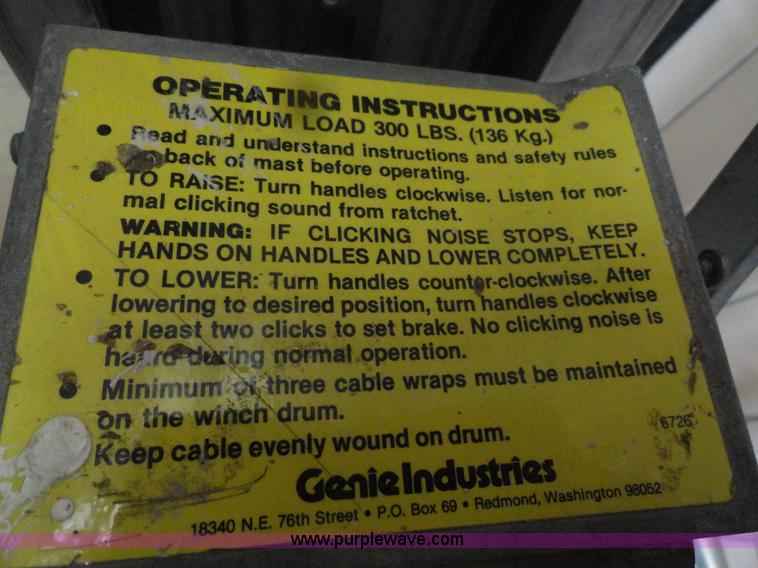 OPERATING INSTRUCTIONS
MAXIMUM LOAD 300 LBS. (136 Kg.)
• Read and understand instructions and safety rules
on back of mast before operating.
• TO RAISE: Turn handles clockwise. Listen for nor-
mal clicking sound from ratchet.
WARNING: IF CLICKING NOISE STOPS, KEEP
HANDS ON HANDLES AND LOWER COMPLETELY.
• TO LOWER: Turn handles counter-clockwise. After
lowering to desired position, turn handles clockwise
at least two clicks to set brake. No clicking noise is
heard during normal operation.
• Minimum of three cable wraps must be maintained
on the winch drum.
Keep cable evenly wound on drum.
6726
Genie Industries
18340 N.E. 76th Street • P.O. Box 69 • Redmond, Washington 98052
www.purplewave.com